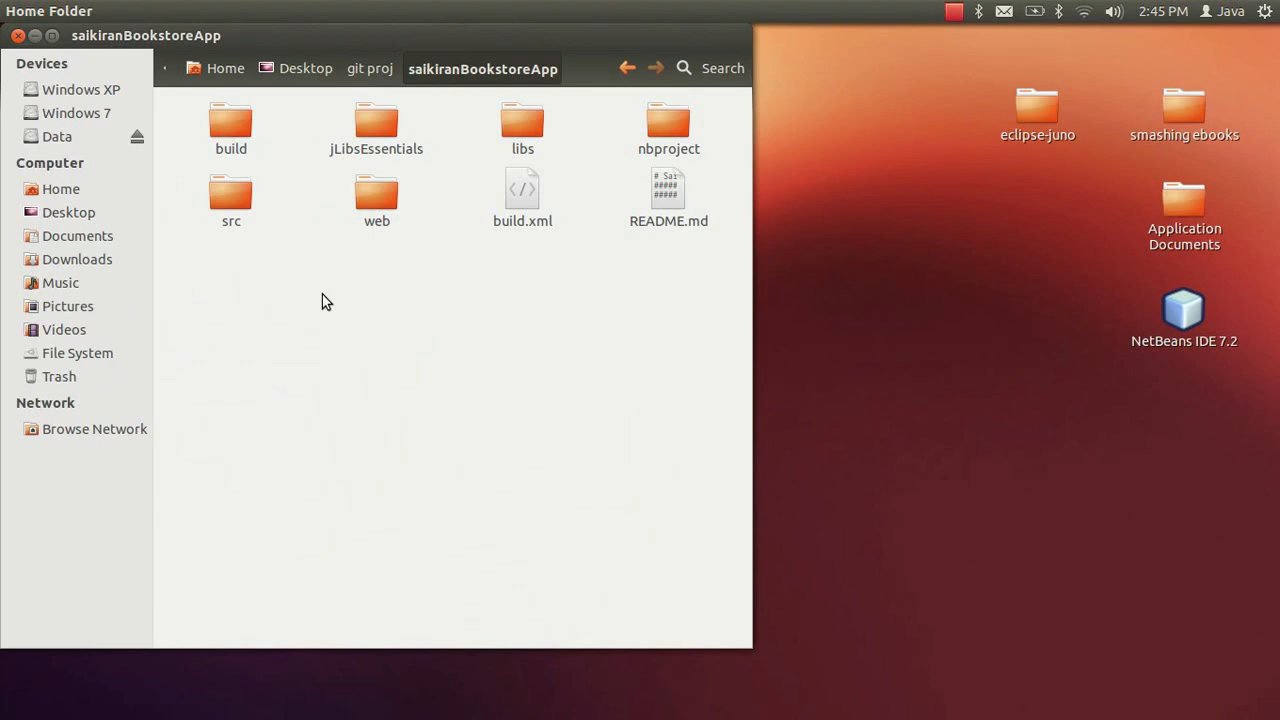 Home Folder
2:45 PM
Java
saikiranBookstoreApp
Devices
Windows XP
Windows 7
Data
Computer
Home
Desktop
Documents
Downloads
Music
Pictures
Videos
File System
Trash
Network
Browse Network
Home
Desktop
git proj
saikiranBookstoreApp
Search
build
jLibsEssentials
libs
nbproject
src
web
</>
build.xml
# Sai
#####
#####
README.md
eclipse-juno
smashing ebooks
Application
Documents
NetBeans IDE 7.2